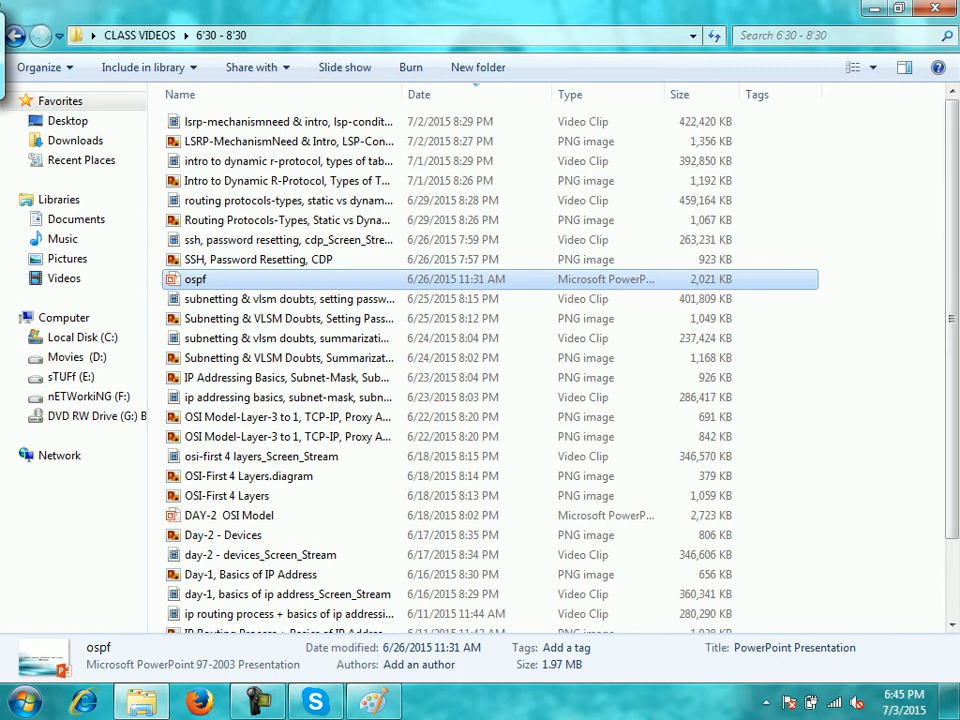 CLASS VIDEOS 6'30 - 8'30 Search 6'30 - 8'30
Organize Include in library Share with Slide show Burn New folder
Name Date Type Size Tags
Favorites
Desktop
Downloads
Recent Places
Libraries
Documents
Music
Pictures
Videos
Computer
Local Disk (C:)
Movies (D:)
sTUff (E:)
nETWorKiNG (F:)
DVD RW Drive (G:) B
Network
lsrp-mechanismneed & intro, lsp-condit... 7/2/2015 8:29 PM Video Clip 422,420 KB
LSRP-MechanismNeed & Intro, LSP-Con... 7/2/2015 8:27 PM PNG image 1,356 KB
intro to dynamic r-protocol, types of tab... 7/1/2015 8:29 PM Video Clip 392,850 KB
Intro to Dynamic R-Protocol, Types of T... 7/1/2015 8:26 PM PNG image 1,192 KB
routing protocols-types, static vs dynam... 6/29/2015 8:28 PM Video Clip 459,164 KB
Routing Protocols-Types, Static vs Dyna... 6/29/2015 8:26 PM PNG image 1,067 KB
ssh, password resetting, cdp_Screen_Stre... 6/26/2015 7:59 PM Video Clip 263,231 KB
SSH, Password Resetting, CDP 6/26/2015 7:57 PM PNG image 923 KB
ospf 6/26/2015 11:31 AM Microsoft PowerP... 2,021 KB
subnetting & vlsm doubts, setting passw... 6/25/2015 8:15 PM Video Clip 401,809 KB
Subnetting & VLSM Doubts, Setting Pass... 6/25/2015 8:12 PM PNG image 1,049 KB
subnetting & vlsm doubts, summarizati... 6/24/2015 8:04 PM Video Clip 237,424 KB
Subnetting & VLSM Doubts, Summarizat... 6/24/2015 8:02 PM PNG image 1,168 KB
IP Addressing Basics, Subnet-Mask, Sub... 6/23/2015 8:04 PM PNG image 926 KB
ip addressing basics, subnet-mask, subn... 6/23/2015 8:03 PM Video Clip 286,417 KB
OSI Model-Layer-3 to 1, TCP-IP, Proxy A... 6/22/2015 8:20 PM PNG image 691 KB
OSI Model-Layer-3 to 1, TCP-IP, Proxy A... 6/22/2015 8:20 PM PNG image 842 KB
osi-first 4 layers_Screen_Stream 6/18/2015 8:15 PM Video Clip 346,570 KB
OSI-First 4 Layers.diagram 6/18/2015 8:14 PM PNG image 379 KB
OSI-First 4 Layers 6/18/2015 8:13 PM PNG image 1,059 KB
DAY-2 OSI Model 6/18/2015 8:02 PM Microsoft PowerP... 2,723 KB
Day-2 - Devices 6/17/2015 8:35 PM PNG image 806 KB
day-2 - devices_Screen_Stream 6/17/2015 8:34 PM Video Clip 346,606 KB
Day-1, Basics of IP Address 6/16/2015 8:30 PM PNG image 656 KB
day-1, basics of ip address_Screen_Stream 6/16/2015 8:29 PM Video Clip 360,341 KB
ip routing process + basics of ip addressi... 6/11/2015 11:44 AM Video Clip 280,290 KB
ospf Date modified: 6/26/2015 11:31 AM Tags: Add a tag Title: PowerPoint Presentation
Microsoft PowerPoint 97-2003 Presentation Authors: Add an author Size: 1.97 MB
6:45 PM
7/3/2015